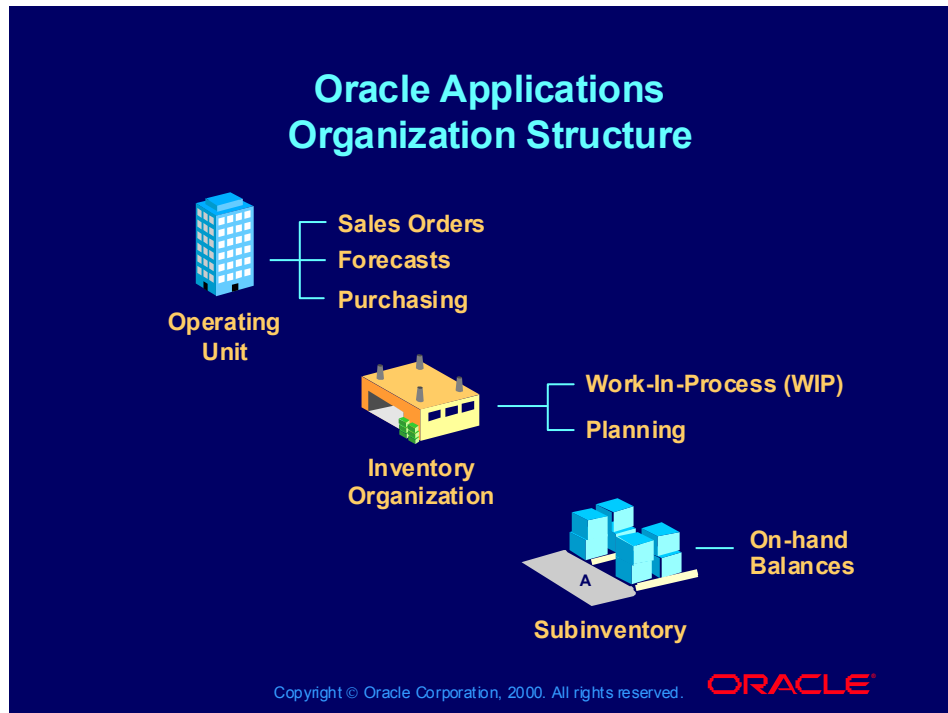 Oracle Applications
Organization Structure
Sales Orders
Forecasts
Purchasing
Operating
Unit
Work-In-Process (WIP)
Planning
Inventory
Organization
On-hand
Balances
A
Subinventory
Copyright © Oracle Corporation, 2000. All rights reserved.
ORACLE®